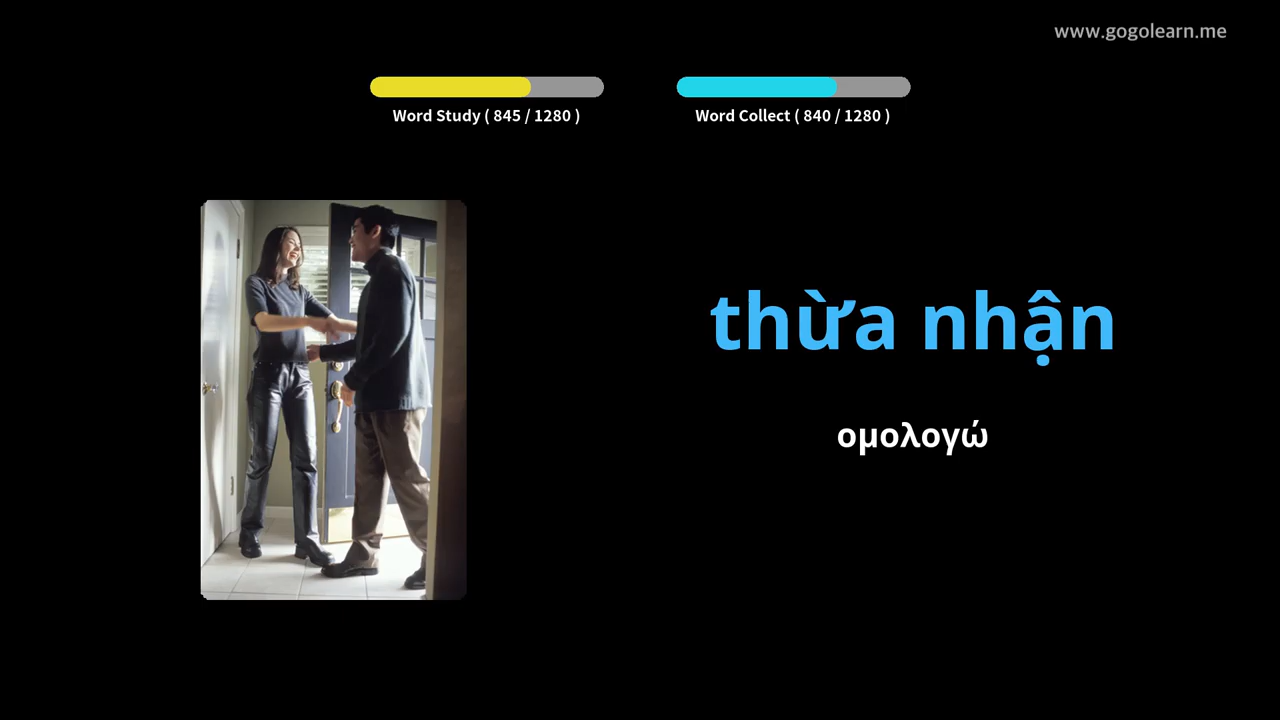 www.gogolearn.me
Word Study ( 845 / 1280 )
Word Collect ( 840 / 1280 )
thừa nhận
ομολογώ